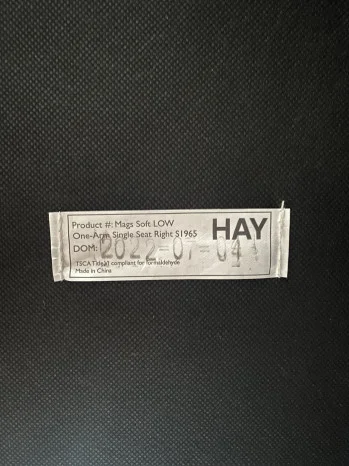 Product #: Mags Soft LOW
One-Arm Single Seat Right S1965
HAY
DOM: 2022-07-04
TSCA Title VI compliant for formaldehyde
Made in China